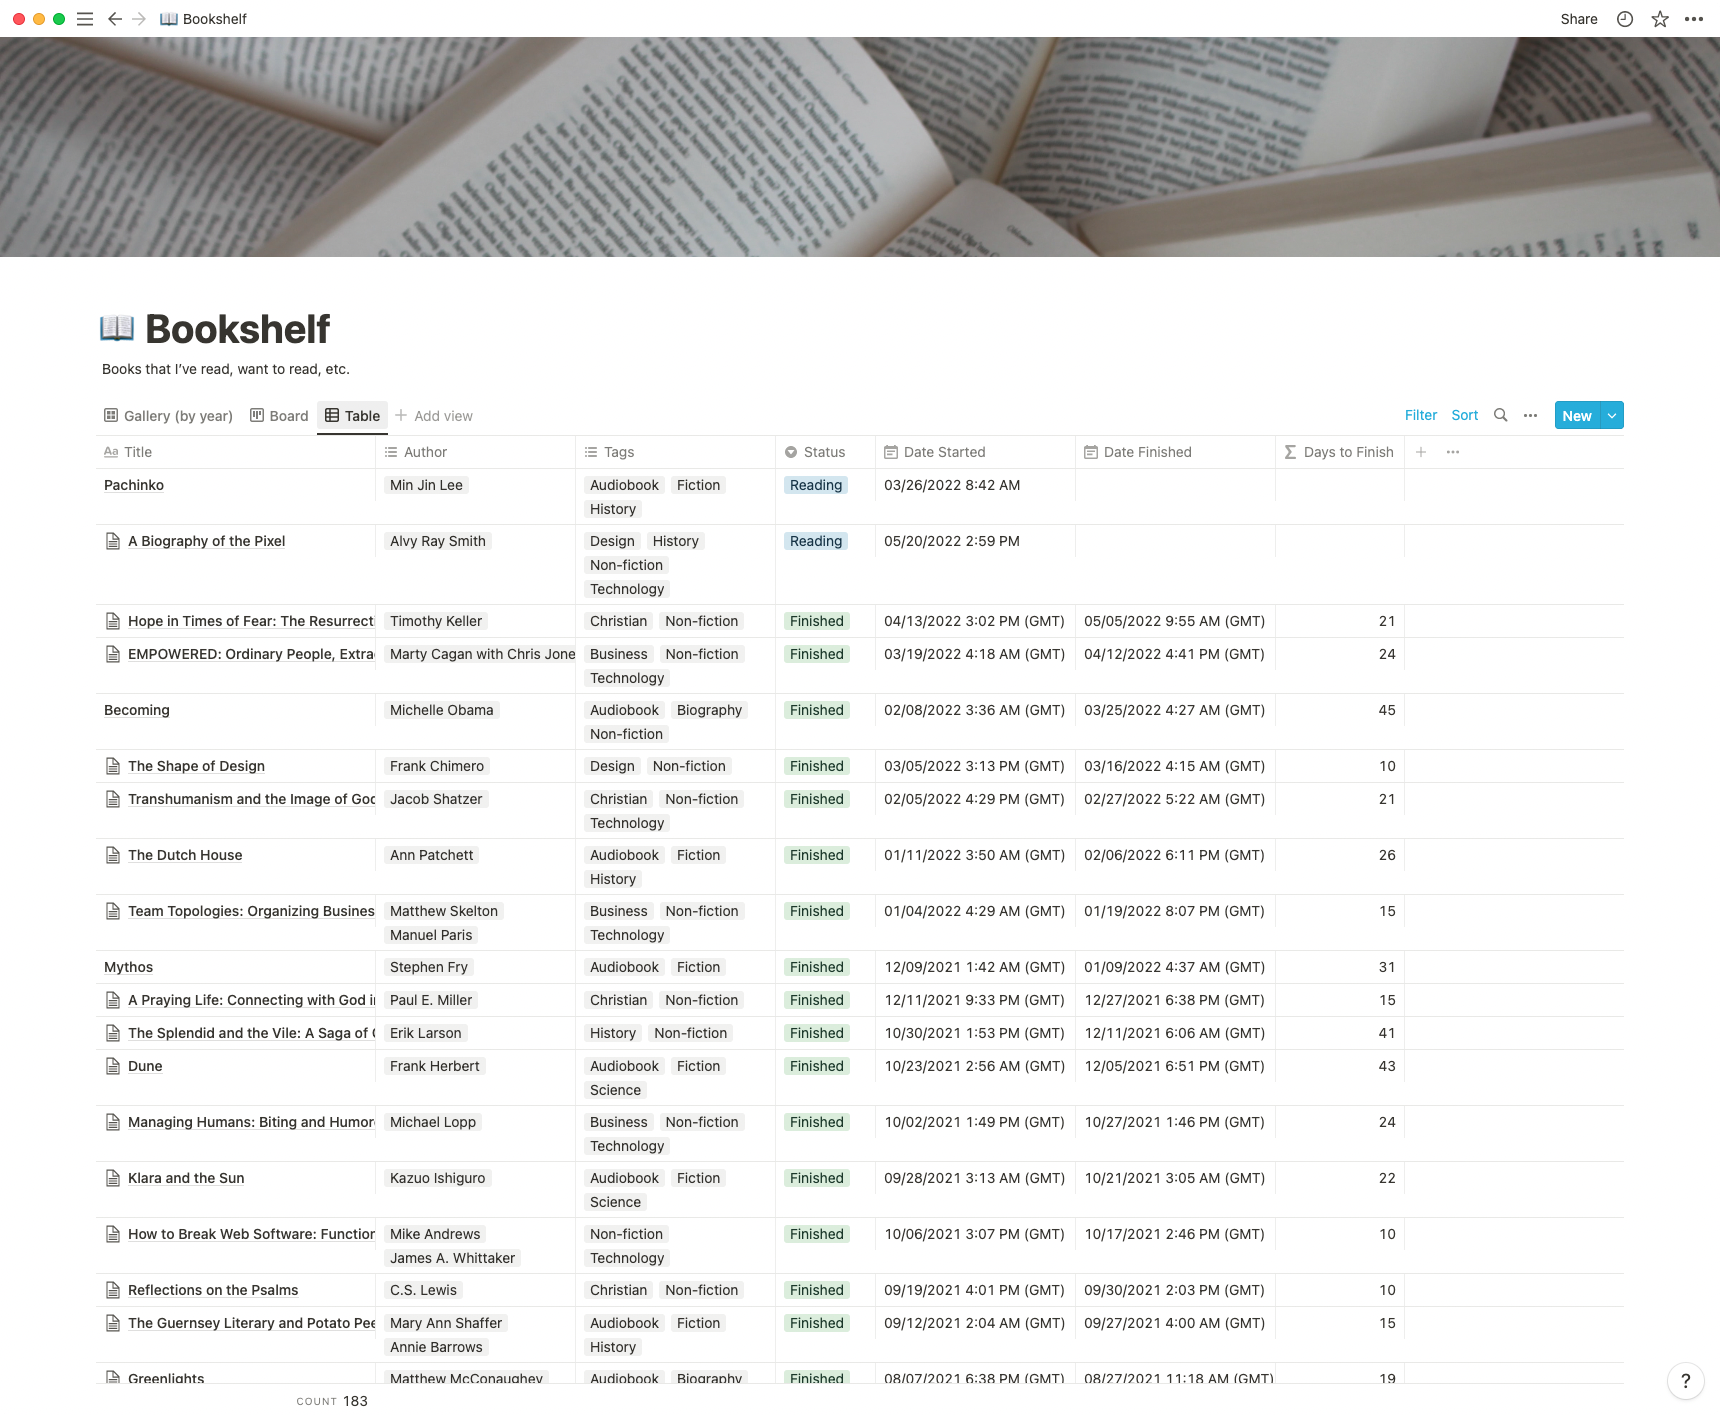 Bookshelf
Share
Bookshelf
Books that I've read, want to read, etc.
Gallery (by year) Board Table Add view Filter Sort New
Aa Title Author Tags Status Date Started Date Finished Days to Finish
Pachinko Min Jin Lee Audiobook Fiction Reading 03/26/2022 8:42 AM
History
A Biography of the Pixel Alvy Ray Smith Design History Reading 05/20/2022 2:59 PM
Non-fiction
Technology
Hope in Times of Fear: The Resurrect Timothy Keller Christian Non-fiction Finished 04/13/2022 3:02 PM (GMT) 05/05/2022 9:55 AM (GMT) 21
EMPOWERED: Ordinary People, Extra Marty Cagan with Chris Jone Business Non-fiction Finished 03/19/2022 4:18 AM (GMT) 04/12/2022 4:41 PM (GMT) 24
Technology
Becoming Michelle Obama Audiobook Biography Finished 02/08/2022 3:36 AM (GMT) 03/25/2022 4:27 AM (GMT) 45
Non-fiction
The Shape of Design Frank Chimero Design Non-fiction Finished 03/05/2022 3:13 PM (GMT) 03/16/2022 4:15 AM (GMT) 10
Transhumanism and the Image of God Jacob Shatzer Christian Non-fiction Finished 02/05/2022 4:29 PM (GMT) 02/27/2022 5:22 AM (GMT) 21
Technology
The Dutch House Ann Patchett Audiobook Fiction Finished 01/11/2022 3:50 AM (GMT) 02/06/2022 6:11 PM (GMT) 26
History
Team Topologies: Organizing Busines Matthew Skelton Business Non-fiction Finished 01/04/2022 4:29 AM (GMT) 01/19/2022 8:07 PM (GMT) 15
Manuel Paris Technology
Mythos Stephen Fry Audiobook Fiction Finished 12/09/2021 1:42 AM (GMT) 01/09/2022 4:37 AM (GMT) 31
A Praying Life: Connecting with God i Paul E. Miller Christian Non-fiction Finished 12/11/2021 9:33 PM (GMT) 12/27/2021 6:38 PM (GMT) 15
The Splendid and the Vile: A Saga of Erik Larson History Non-fiction Finished 10/30/2021 1:53 PM (GMT) 12/11/2021 6:06 AM (GMT) 41
Dune Frank Herbert Audiobook Fiction Finished 10/23/2021 2:56 AM (GMT) 12/05/2021 6:51 PM (GMT) 43
Science
Managing Humans: Biting and Humor Michael Lopp Business Non-fiction Finished 10/02/2021 1:49 PM (GMT) 10/27/2021 1:46 PM (GMT) 24
Technology
Klara and the Sun Kazuo Ishiguro Audiobook Fiction Finished 09/28/2021 3:13 AM (GMT) 10/21/2021 3:05 AM (GMT) 22
Science
How to Break Web Software: Function Mike Andrews Non-fiction Finished 10/06/2021 3:07 PM (GMT) 10/17/2021 2:46 PM (GMT) 10
James A. Whittaker Technology
Reflections on the Psalms C.S. Lewis Christian Non-fiction Finished 09/19/2021 4:01 PM (GMT) 09/30/2021 2:03 PM (GMT) 10
The Guernsey Literary and Potato Pee Mary Ann Shaffer Audiobook Fiction Finished 09/12/2021 2:04 AM (GMT) 09/27/2021 4:00 AM (GMT) 15
Annie Barrows History
Greenlights Matthew McConaughey Audiobook Biography Finished 08/07/2021 6:38 PM (GMT) 08/27/2021 11:18 AM (GMT) 19
COUNT 183
?